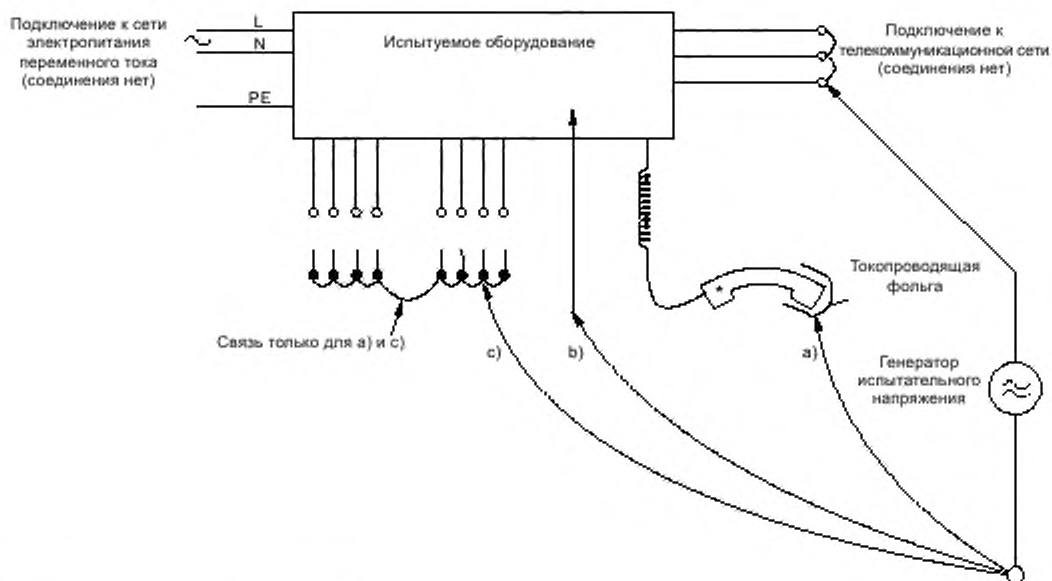 Подключение к сети
электропитания
переменного тока
(соединения нет)
L
N
PE
Испытуемое оборудование
Подключение к
телекоммуникационной сети
(соединения нет)
Токопроводящая
фольга
Связь только для a) и c)
c)
b)
a)
Генератор
испытательного
напряжения